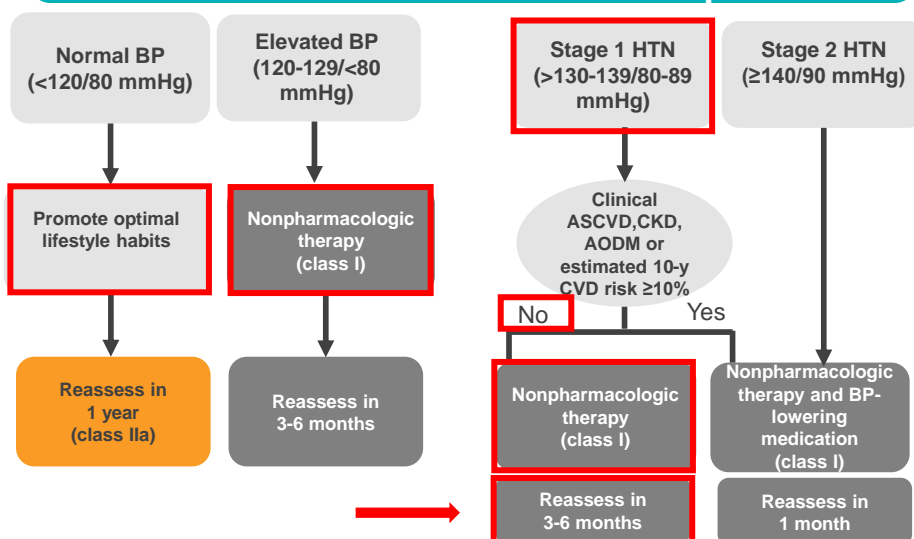 Normal BP
(<120/80 mmHg)
Elevated BP
(120-129/<80
mmHg)
Stage 1 HTN
(>130-139/80-89
mmHg)
Stage 2 HTN
(≥140/90 mmHg)
Promote optimal
lifestyle habits
Nonpharmacologic
therapy
(class I)
Clinical
ASCVD,CKD,
AODM or
estimated 10-y
CVD risk ≥10%
No
Yes
Reassess in
1 year
(class IIa)
Reassess in
3-6 months
Nonpharmacologic
therapy
(class I)
Nonpharmacologic
therapy and BP-
lowering
medication
(class I)
Reassess in
3-6 months
Reassess in
1 month